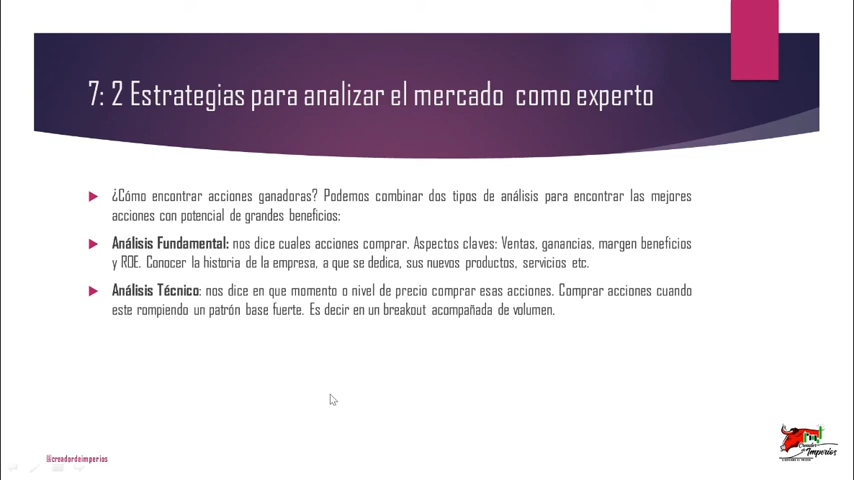 7: 2 Estrategias para analizar el mercado como experto
¿Cómo encontrar acciones ganadoras? Podemos combinar dos tipos de análisis para encontrar las mejores
acciones con potencial de grandes beneficios:
Análisis Fundamental: nos dice cuales acciones comprar. Aspectos claves: Ventas, ganancias, margen beneficios
y ROE. Conocer la historia de la empresa, a que se dedica, sus nuevos productos, servicios etc.
Análisis Técnico: nos dice en que momento o nivel de precio comprar esas acciones. Comprar acciones cuando
este rompiendo un patrón base fuerte. Es decir en un breakout acompañada de volumen.
@creadordeimperios
Creador
Imperios